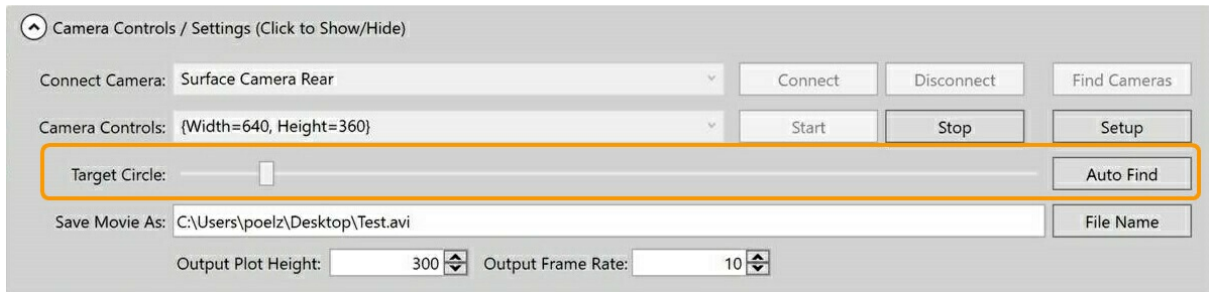 Camera Controls / Settings (Click to Show/Hide)
Connect Camera: Surface Camera Rear Connect Disconnect Find Cameras
Camera Controls: {Width=640, Height=360} Start Stop Setup
Target Circle: Auto Find
Save Movie As: C:\Users\poelz\Desktop\Test.avi File Name
Output Plot Height: 300 Output Frame Rate: 10